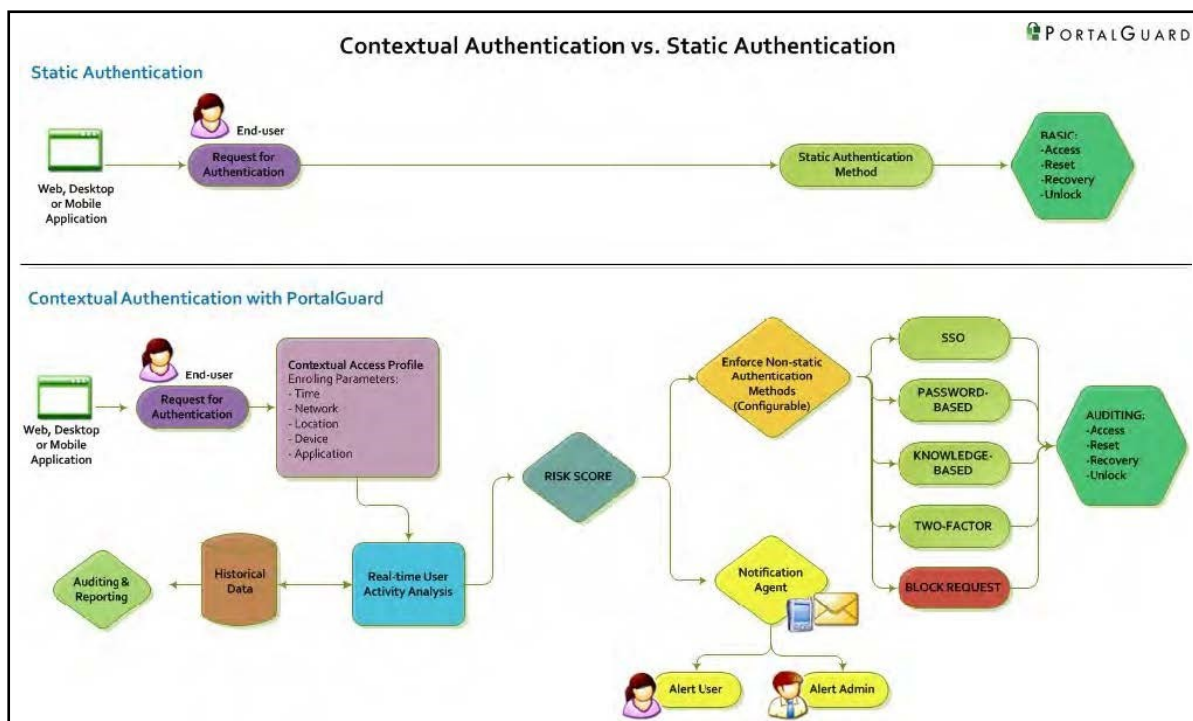 Contextual Authentication vs. Static Authentication
PORTALGUARD
Static Authentication
End-user
Web, Desktop
or Mobile
Application
Request for
Authentication
Static Authentication
Method
BASIC:
-Access
-Reset
-Recovery
-Unlock
Contextual Authentication with PortalGuard
End-user
Web, Desktop
or Mobile
Application
Request for
Authentication
Contextual Access Profile
Enroling Parameters:
- Time
- Network
- Location
- Device
- Application
Auditing &
Reporting
Historical
Data
Real-time User
Activity Analysis
RISK SCORE
Enforce Non-static
Authentication
Methods
(Configurable)
SSO
PASSWORD-
BASED
KNOWLEDGE-
BASED
TWO-FACTOR
BLOCK REQUEST
AUDITING:
-Access
-Reset
-Recovery
-Unlock
Notification
Agent
Alert User
Alert Admin